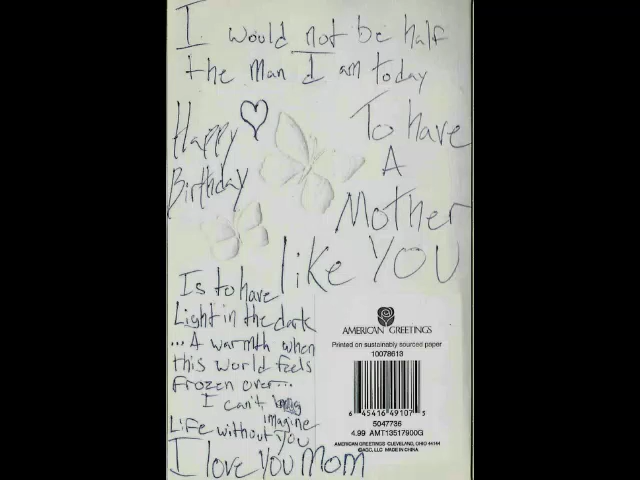 I would not be half
the man I am today
Happy
Birthday
To have
A
Mother
like YOU
Is to have
Light in the dark
...A warmth when
this world feels
frozen over...
I can't
imagine
Life without you
I love You Mom
AMERICAN GREETINGS
Printed on sustainably sourced paper
10078613
6 45416 49107 5
5047736
4.99 AMT13517900G
AMERICAN GREETINGS CLEVELAND, OHIO 44144
©AGC, LLC MADE IN CHINA